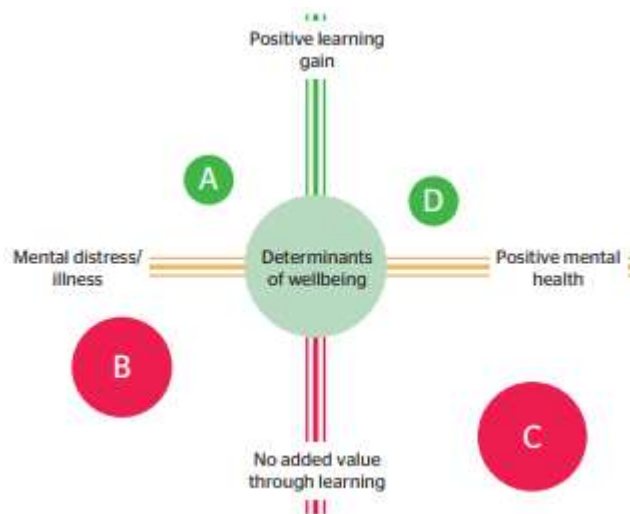 Positive learning
gain
A
D
Mental distress/
illness
Determinants
of wellbeing
Positive mental
health
B
C
No added value
through learning